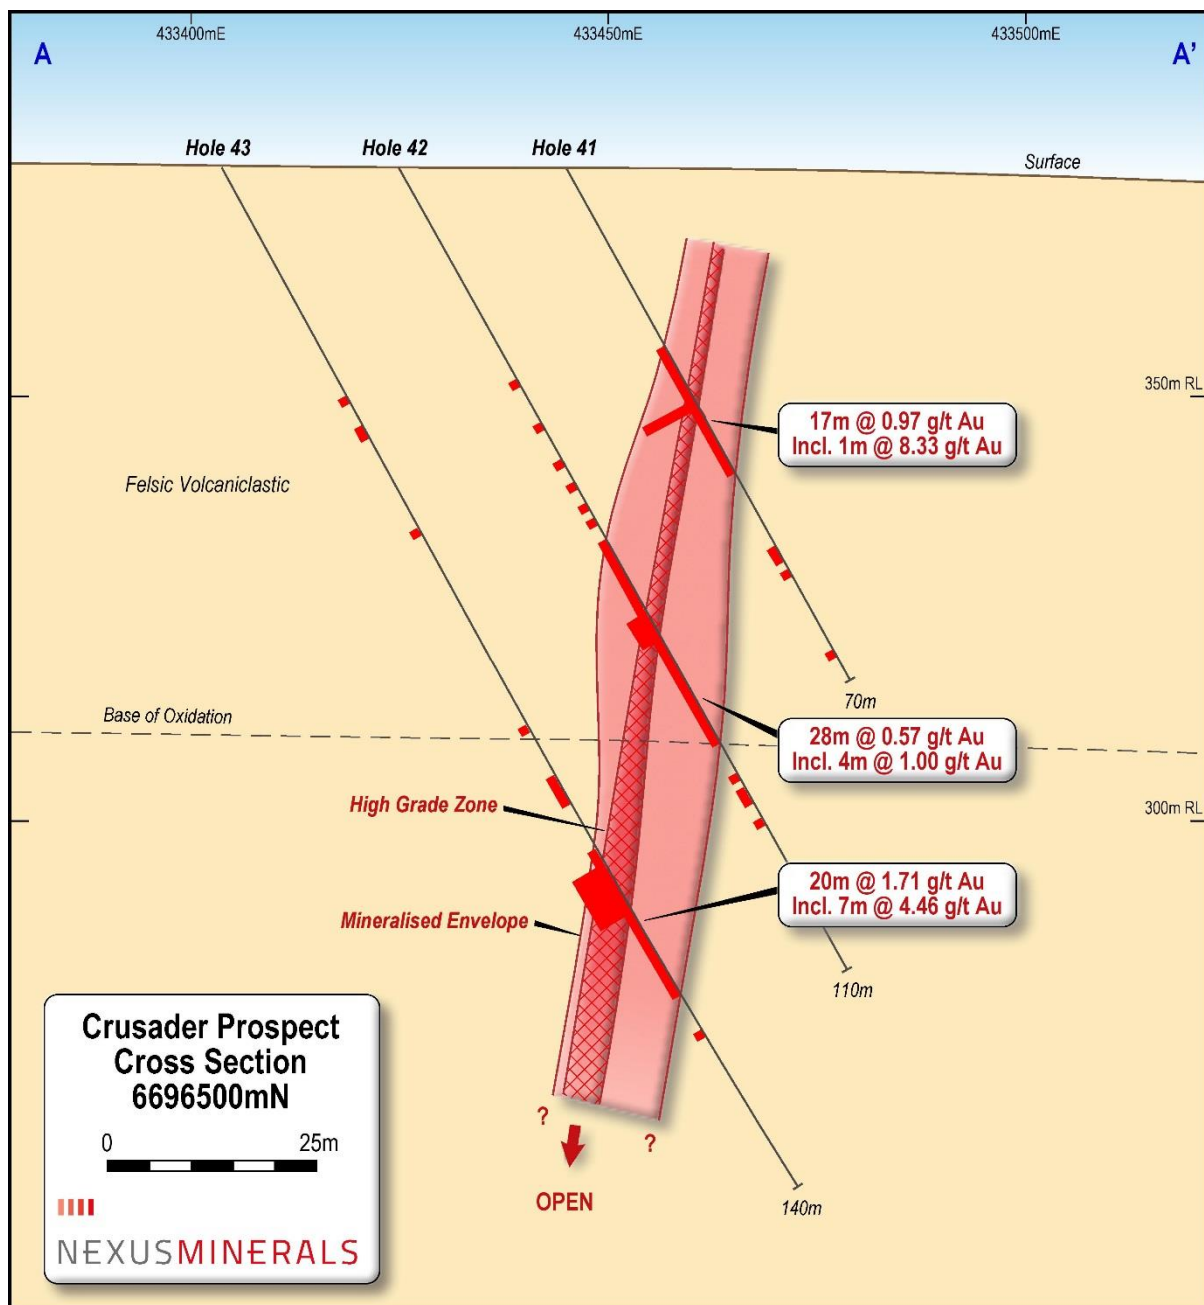 433400mE
433450mE
433500mE
A
A'
Hole 43
Hole 42
Hole 41
Surface
350m RL
17m @ 0.97 g/t Au
Incl. 1m @ 8.33 g/t Au
Felsic Volcaniclastic
70m
Base of Oxidation
28m @ 0.57 g/t Au
Incl. 4m @ 1.00 g/t Au
High Grade Zone
300m RL
20m @ 1.71 g/t Au
Incl. 7m @ 4.46 g/t Au
Mineralised Envelope
110m
Crusader Prospect
Cross Section
6696500mN
0 25m
? ?
OPEN
140m
NEXUSMINERALS